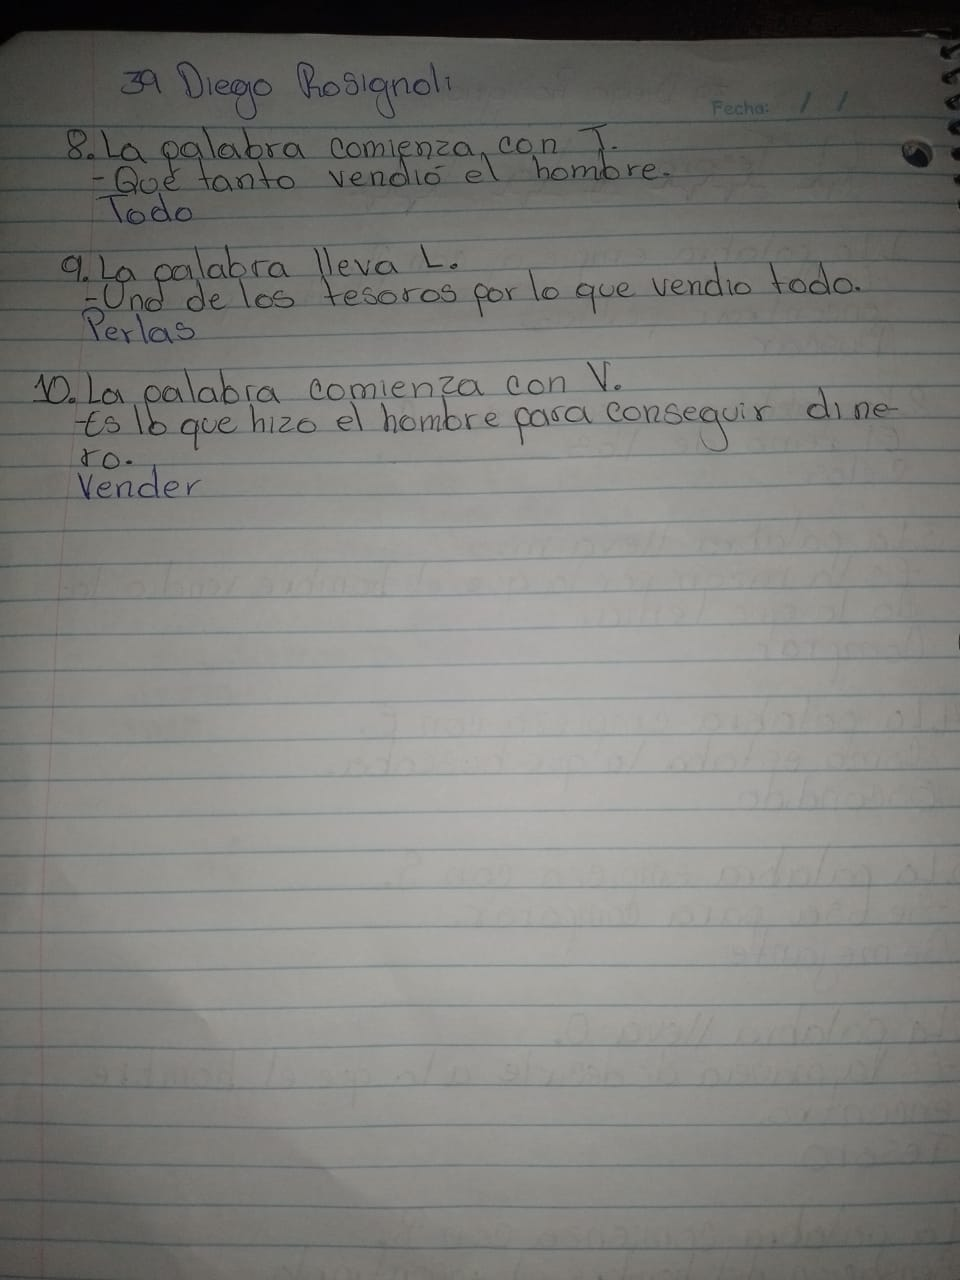 39 Diego Rosignoli
Fecha: / /
8. La palabra comienza con T.
- Qué tanto vendió el hombre.
Todo
9. La palabra lleva L.
- Uno de los tesoros por lo que vendio todo.
Perlas
10. La palabra comienza con V.
- Es lo que hizo el hombre para conseguir dine-
ro.
Vender